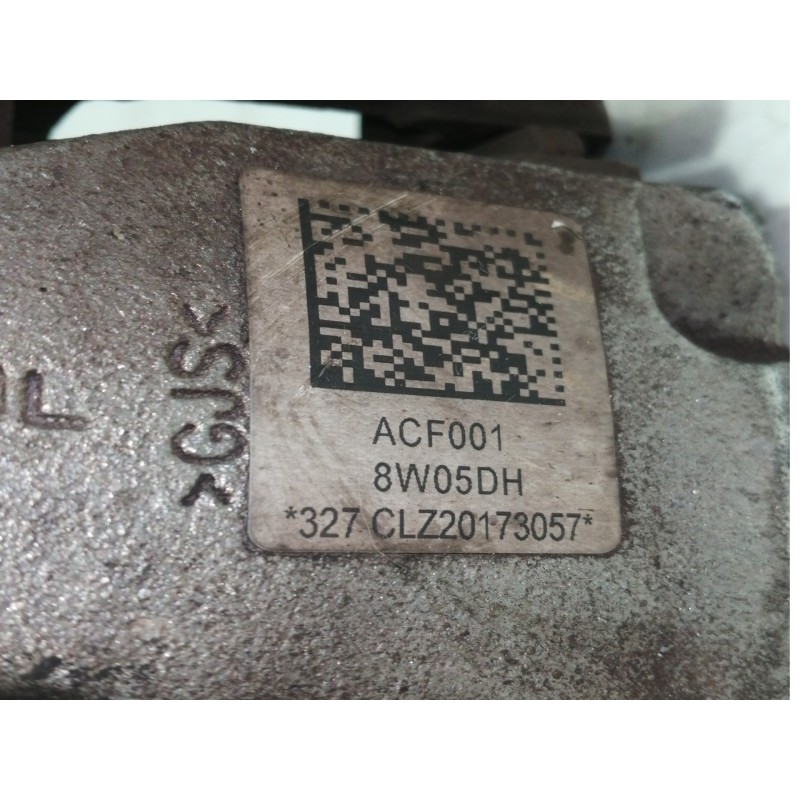 ACF001
8W05DH
*327 CLZ20173057*
>GJS<